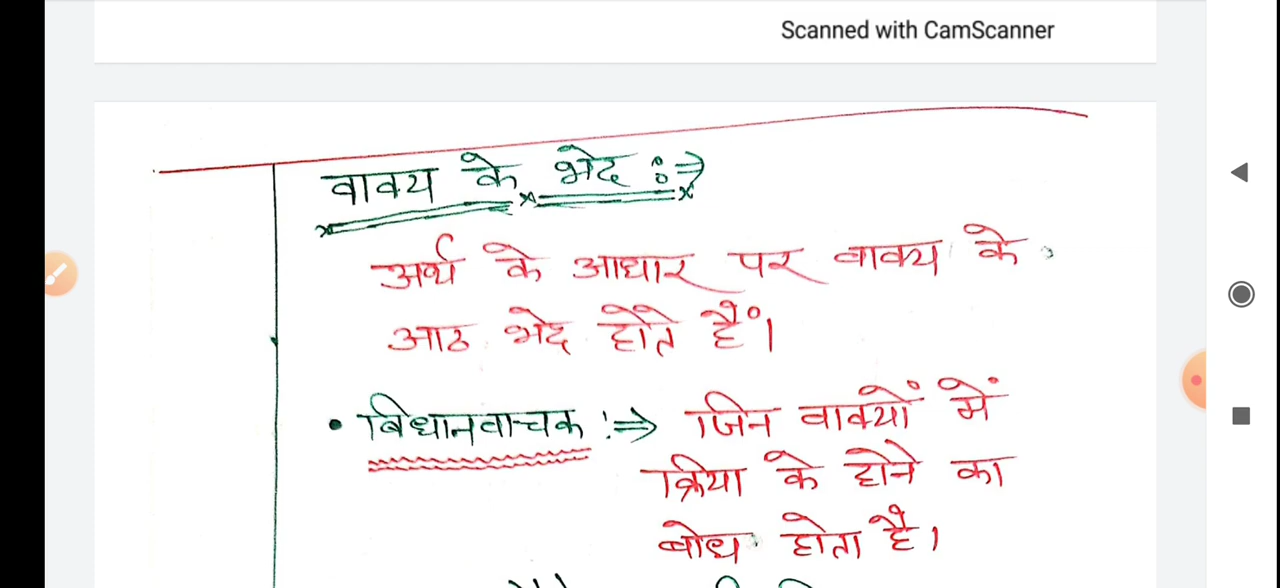 Scanned with CamScanner
वाक्य के भेद :⇒
अर्थ के आधार पर वाक्य के
आठ भेद होते हैं।
• विधानवाचक :⇒ जिन वाक्यों में
क्रिया के होने का
बोध होता है।